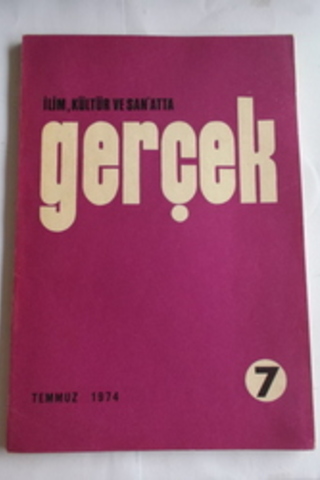 İLİM, KÜLTÜR VE SAN'ATTA
gerçek
TEMMUZ 1974
7